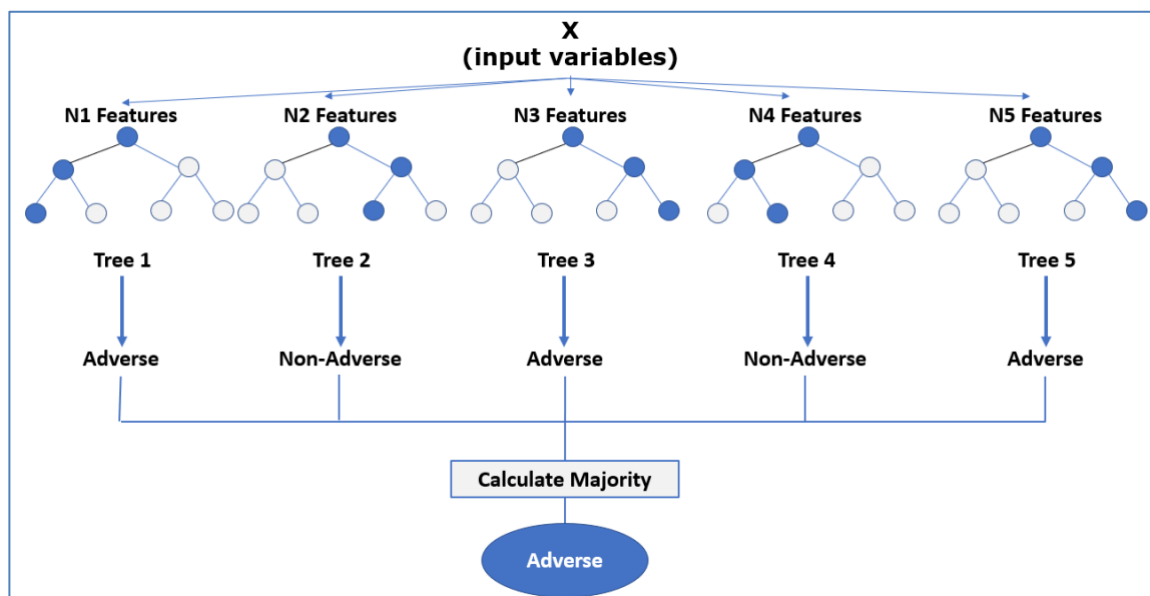 X
(input variables)
N1 Features
N2 Features
N3 Features
N4 Features
N5 Features
Tree 1
Tree 2
Tree 3
Tree 4
Tree 5
Adverse
Non-Adverse
Adverse
Non-Adverse
Adverse
Calculate Majority
Adverse